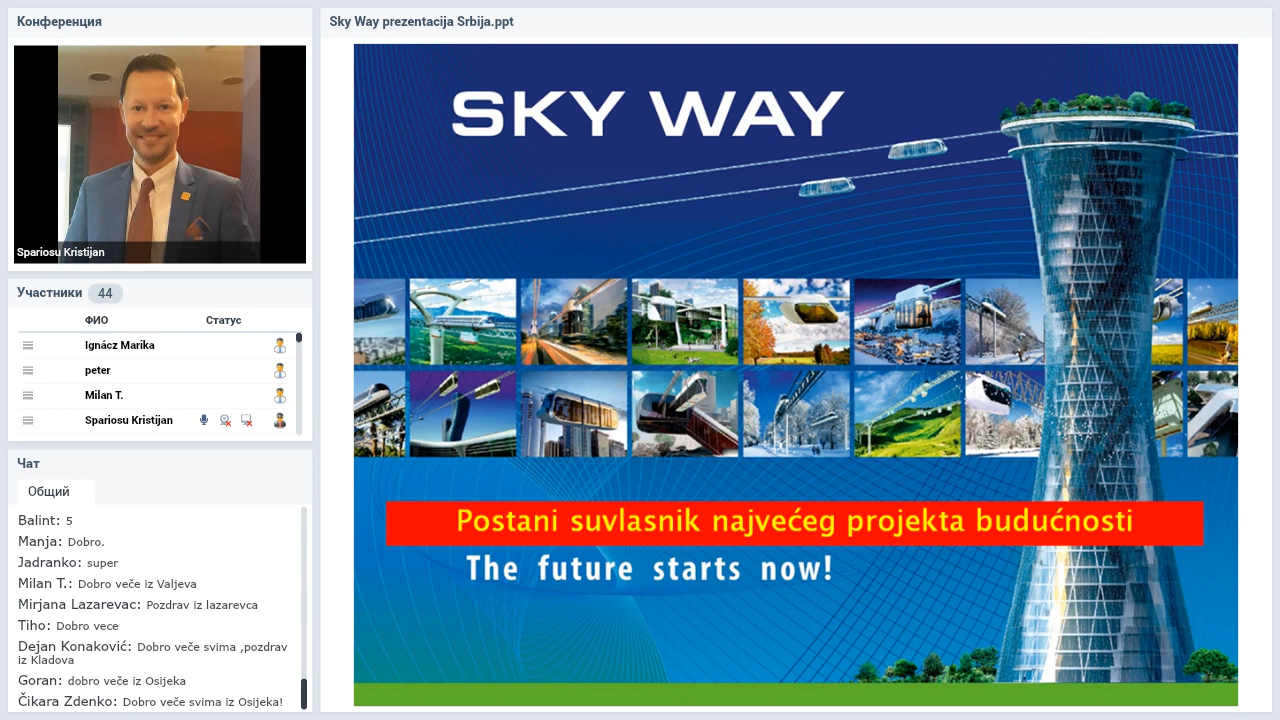 Конференция
Spariosu Kristijan
Участники 44
ФИО Статус
Ignácz Marika
peter
Milan T.
Spariosu Kristijan
Чат
Общий
Balint: 5
Manja: Dobro.
Jadranko: super
Milan T.: Dobro veče iz Valjeva
Mirjana Lazarevac: Pozdrav iz lazarevca
Tiho: Dobro vece
Dejan Konaković: Dobro veče svima ,pozdrav
iz Kladova
Goran: dobro veče iz Osijeka
Čikara Zdenko: Dobro veče svima iz Osijeka!
Sky Way prezentacija Srbija.ppt
SKY WAY
Postani suvlasnik najvećeg projekta budućnosti
The future starts now!